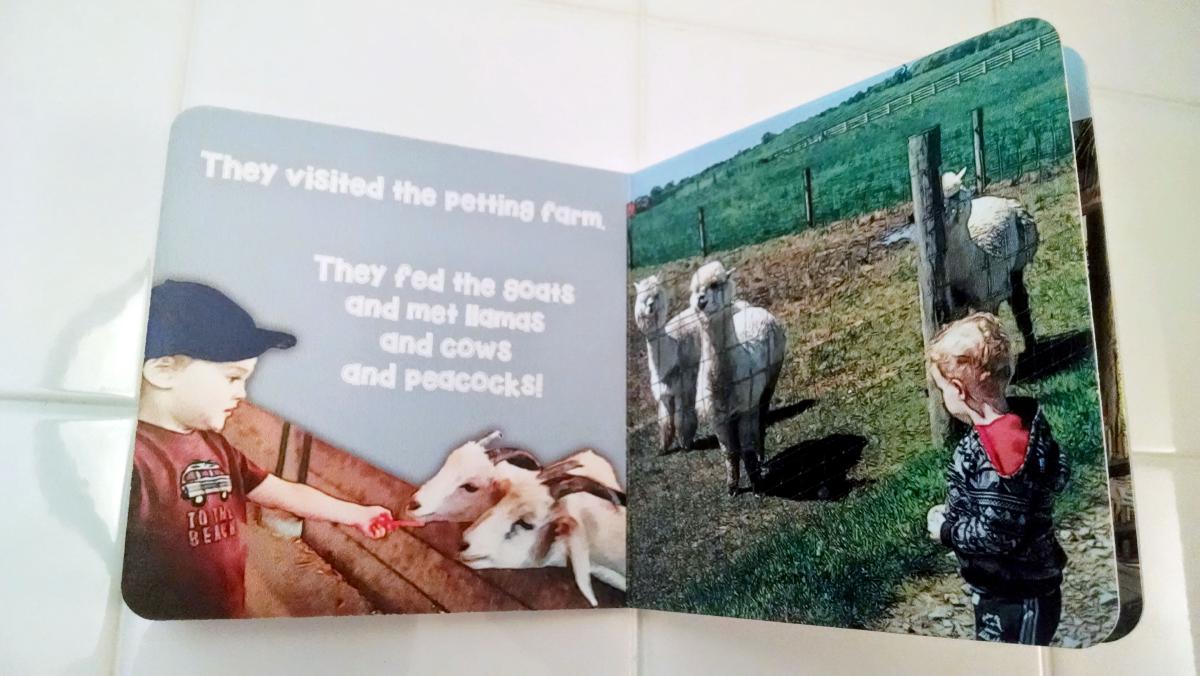 They visited the petting farm.
They fed the goats
and met llamas
and cows
and peacocks!
TO THE
BEACH